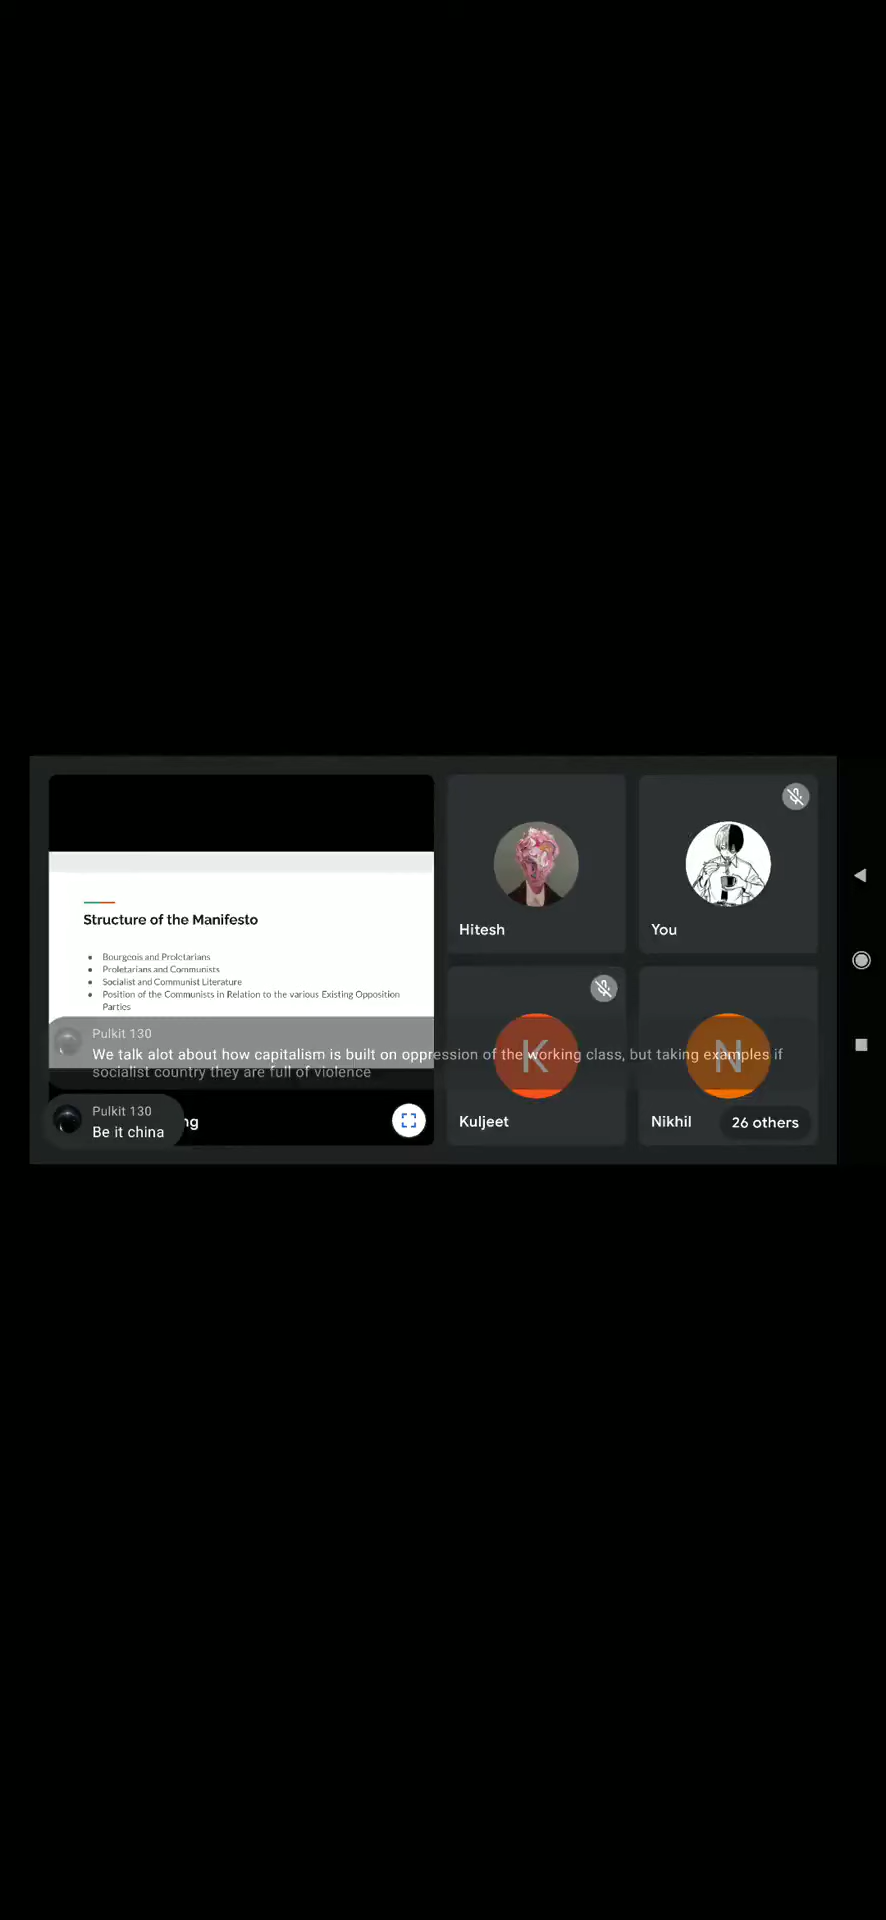 Structure of the Manifesto
Bourgeois and Proletarians
Proletarians and Communists
Socialist and Communist Literature
Position of the Communists in Relation to the various Existing Opposition
Parties
Pulkit 130
We talk alot about how capitalism is built on oppression of the working class, but taking examples if
socialist country they are full of violence
Pulkit 130
Be it china
ng
Hitesh
You
K
Kuljeet
N
Nikhil
26 others